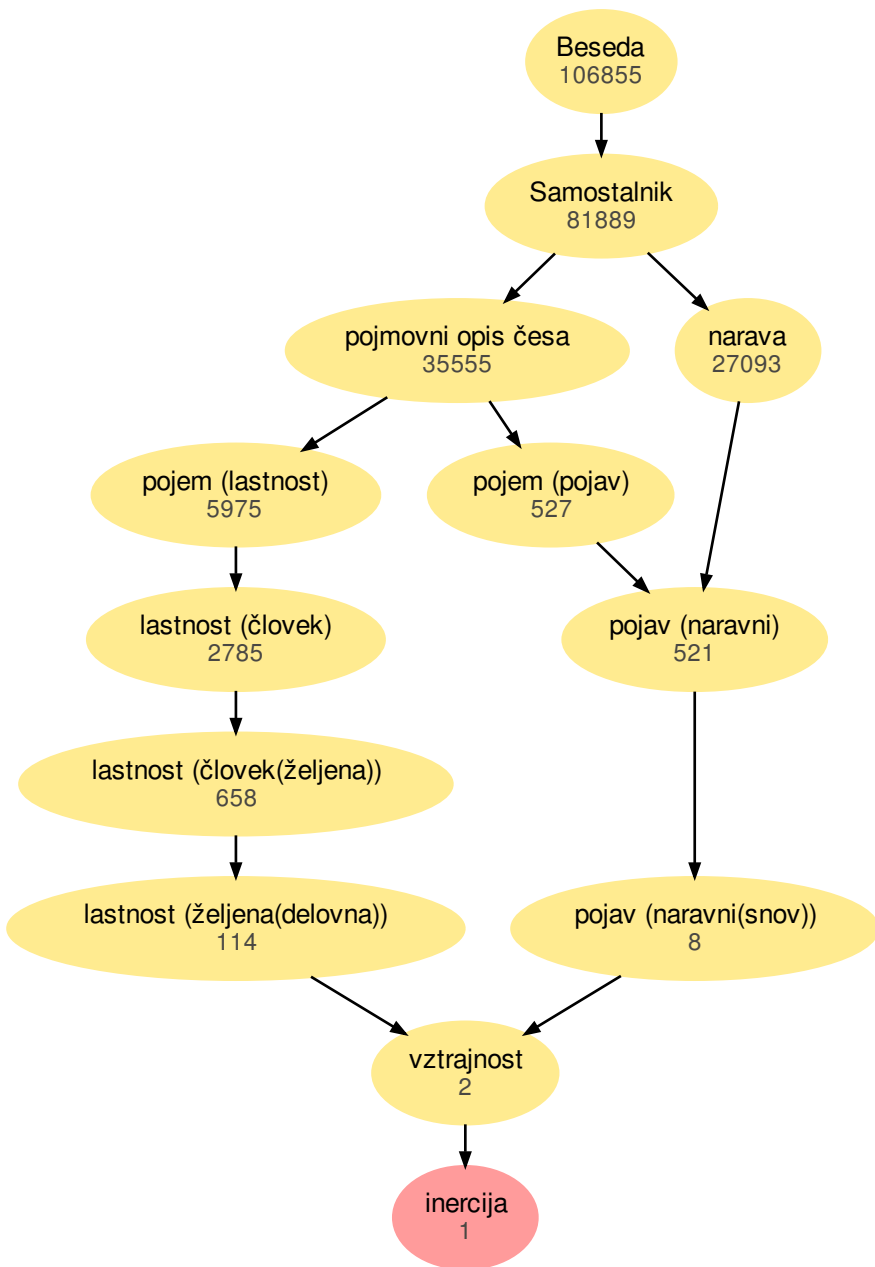 Beseda
106855
Samostalnik
81889
pojmovni opis česa
35555
narava
27093
pojem (lastnost)
5975
pojem (pojav)
527
lastnost (človek)
2785
pojav (naravni)
521
lastnost (človek(željena))
658
lastnost (željena(delovna))
114
pojav (naravni(snov))
8
vztrajnost
2
inercija
1